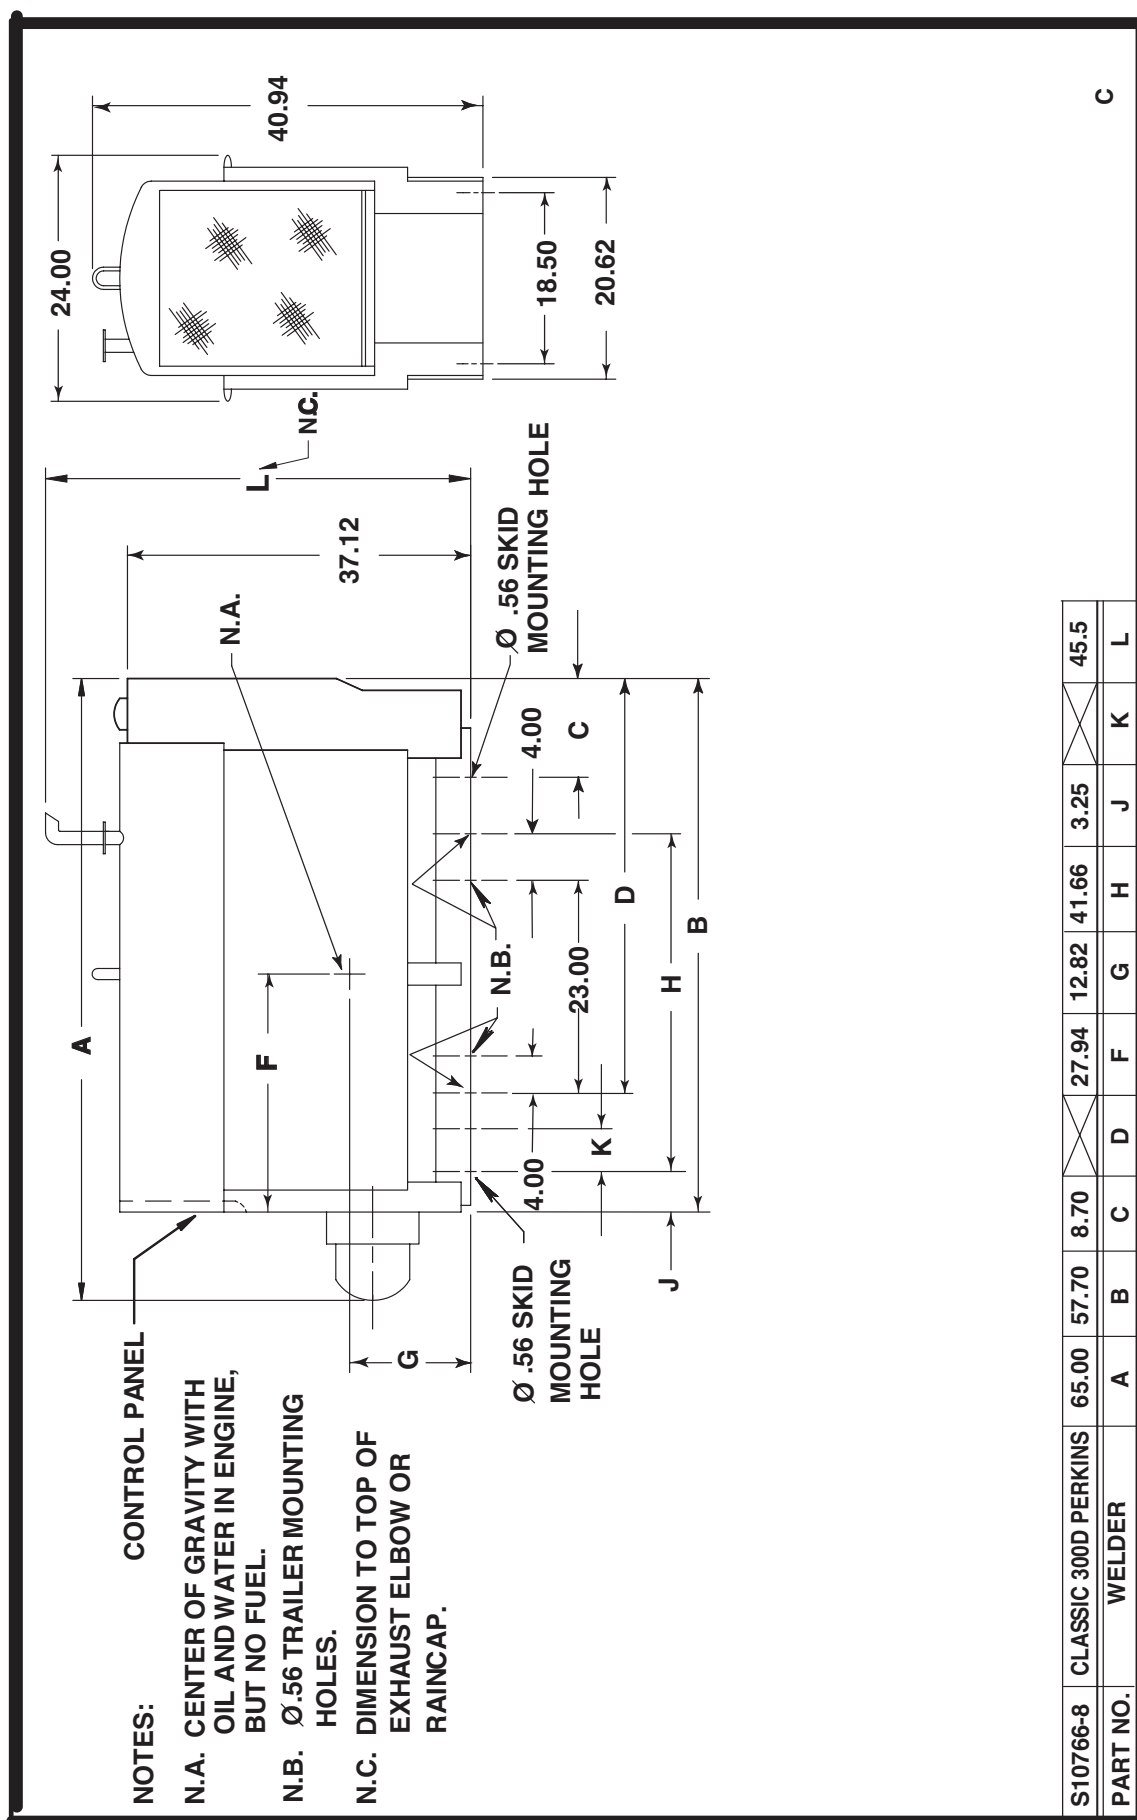 NOTES:
CONTROL PANEL
N.A. CENTER OF GRAVITY WITH
OIL AND WATER IN ENGINE,
BUT NO FUEL.
N.B. Ø.56 TRAILER MOUNTING
HOLES.
N.C. DIMENSION TO TOP OF
EXHAUST ELBOW OR
RAINCAP.
A
F
G
N.A.
37.12
L
N.C.
24.00
40.94
18.50
20.62
Ø .56 SKID
MOUNTING HOLE
Ø .56 SKID
MOUNTING
HOLE
N.B.
4.00
4.00
C
23.00
K
D
H
B
J
S10766-8 CLASSIC 300D PERKINS 65.00 57.70 8.70 27.94 12.82 41.66 3.25 45.5
PART NO. WELDER A B C D F G H J K L
C